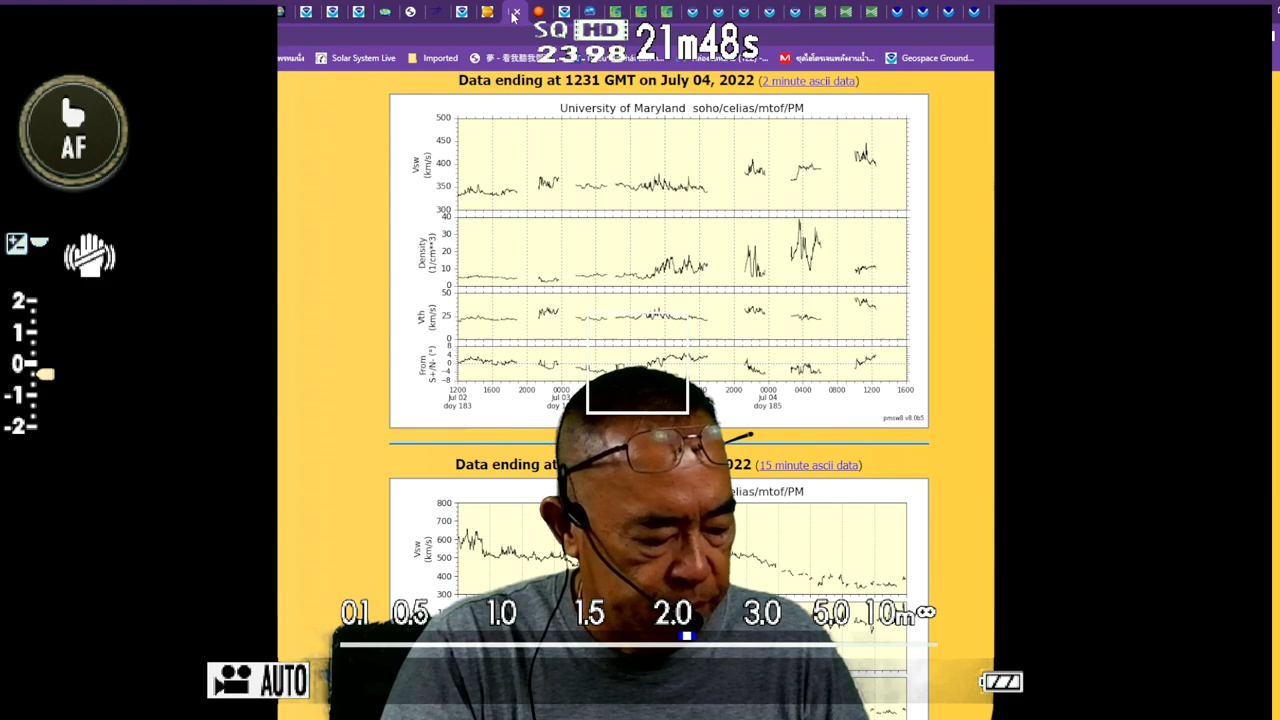 SQ HD
23.98 21m48s
Solar System Live
Imported
Geospace Ground...
Data ending at 1231 GMT on July 04, 2022 (2 minute ascii data)
University of Maryland soho/celias/mtof/PM
500
450
400
350
300
Vsw
(km/s)
40
30
20
10
0
Density
(1/cm**3)
50
25
0
Vth
(km/s)
8
4
0
-4
-8
From
S+/N- (°)
1200 1600 2000 0000 2000 0000 0400 0800 1200 1600
Jul 02 Jul 03 Jul 04
doy 183 doy 185
pmsw8 v8.0b5
Data ending at 2022 (15 minute ascii data)
celias/mtof/PM
800
700
600
500
400
300
Vsw
(km/s)
AF
2
1
0
-1
-2
0.1 0.5 1.0 1.5 2.0 3.0 5.0 10m∞
AUTO